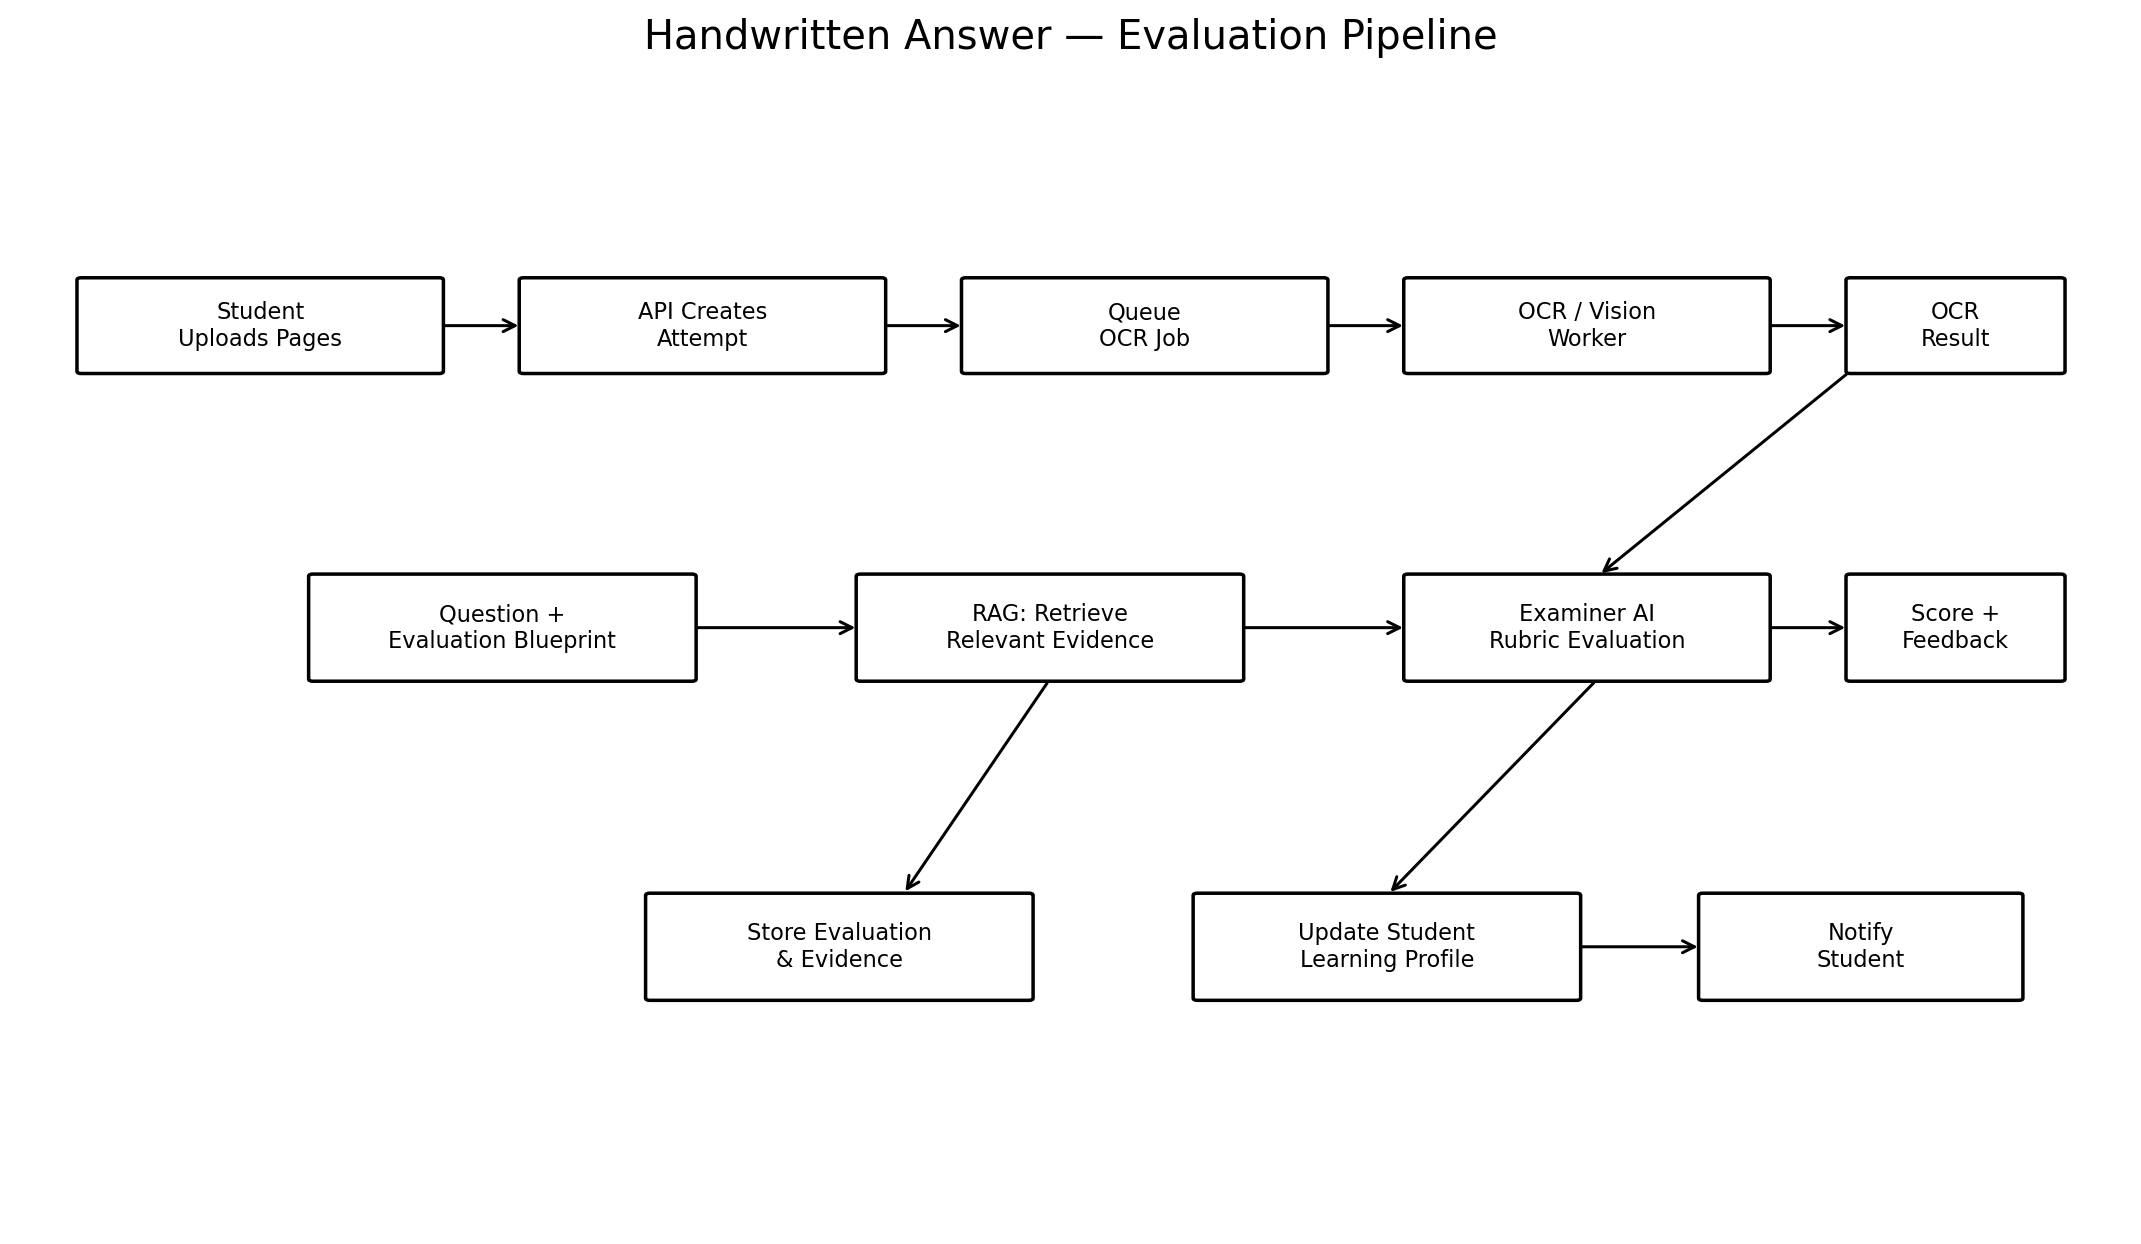 Handwritten Answer — Evaluation Pipeline
Student
Uploads Pages
API Creates
Attempt
Queue
OCR Job
OCR / Vision
Worker
OCR
Result
Question +
Evaluation Blueprint
RAG: Retrieve
Relevant Evidence
Examiner AI
Rubric Evaluation
Score +
Feedback
Store Evaluation
& Evidence
Update Student
Learning Profile
Notify
Student